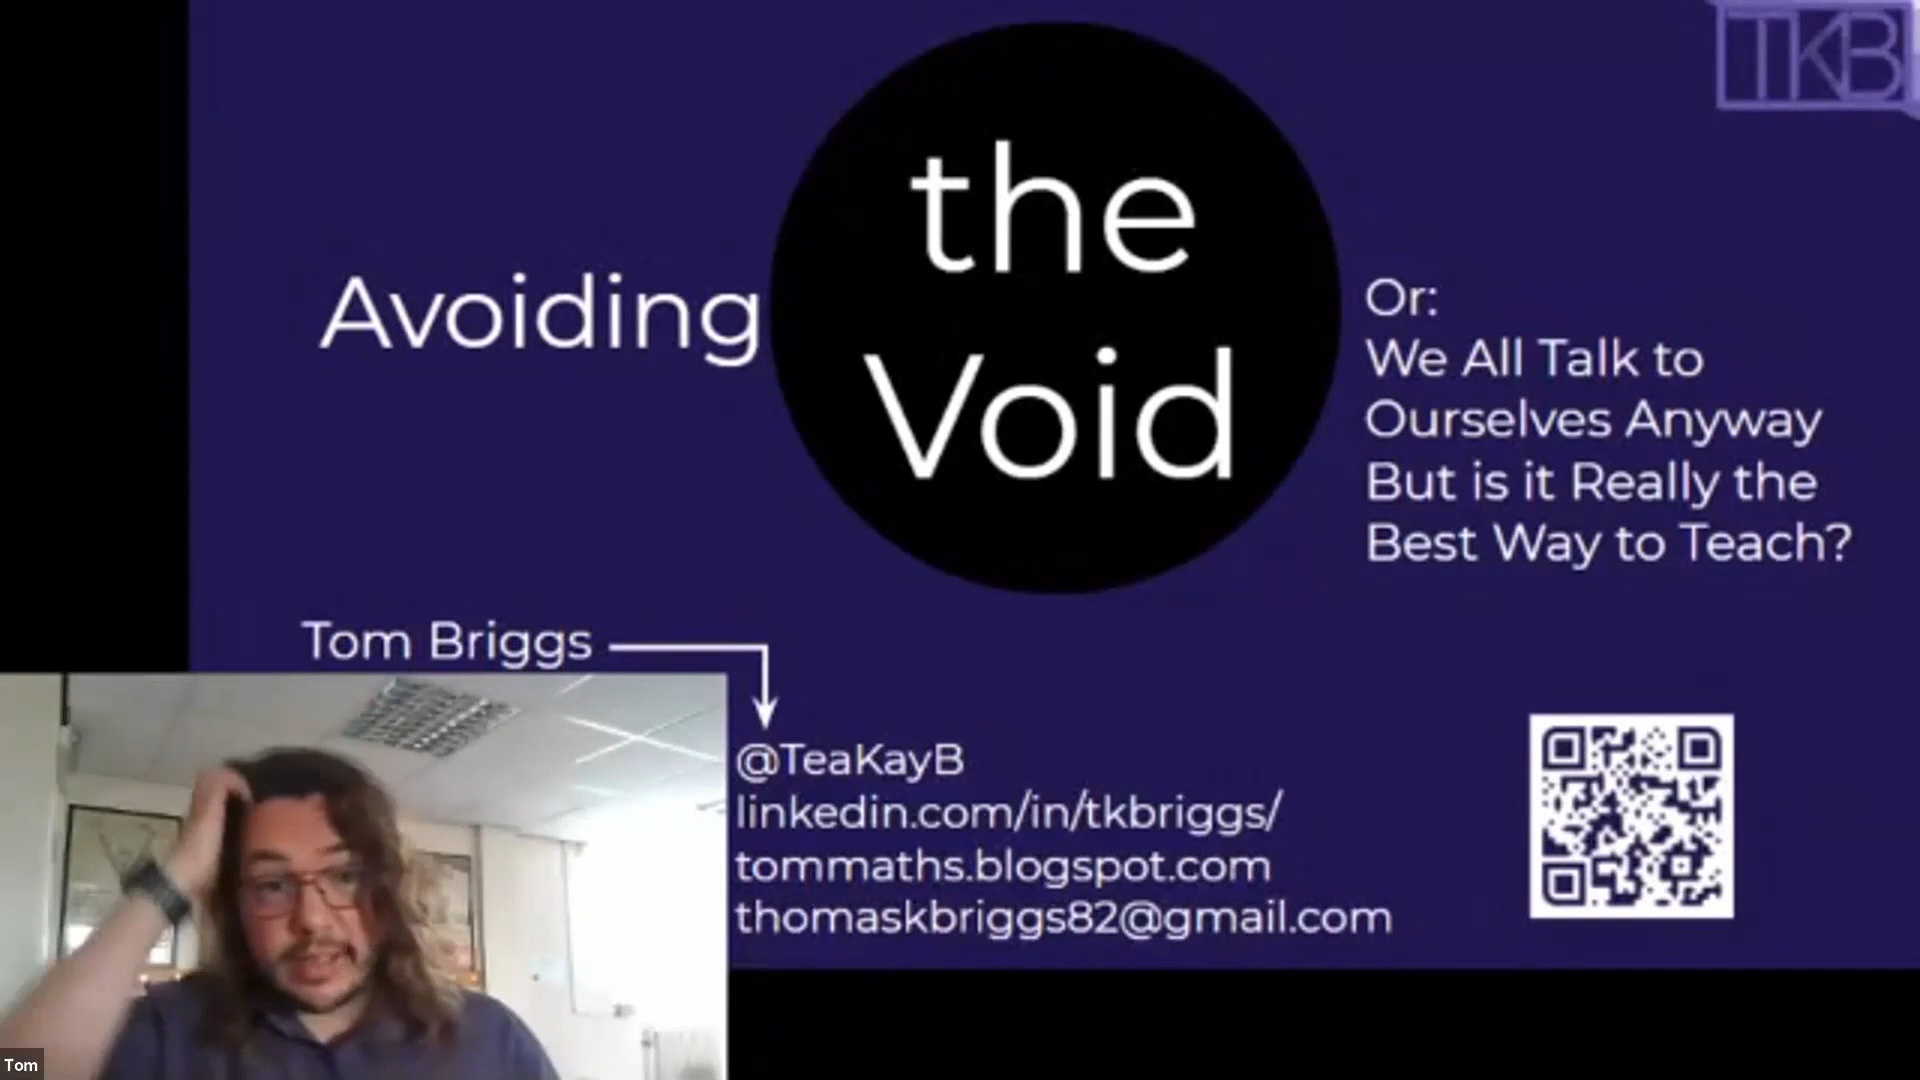 TKB
Avoiding
the
Void
Or:
We All Talk to
Ourselves Anyway
But is it Really the
Best Way to Teach?
Tom Briggs
@TeaKayB
linkedin.com/in/tkbriggs/
tommaths.blogspot.com
thomaskbriggs82@gmail.com
Tom